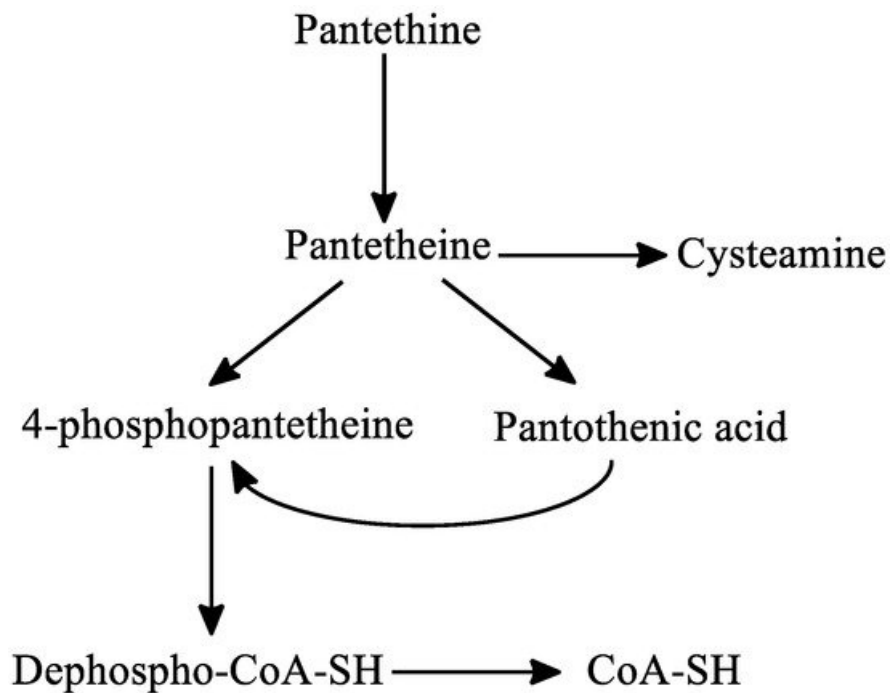 Pantethine
Pantetheine
Cysteamine
4-phosphopantetheine
Pantothenic acid
Dephospho-CoA-SH
CoA-SH